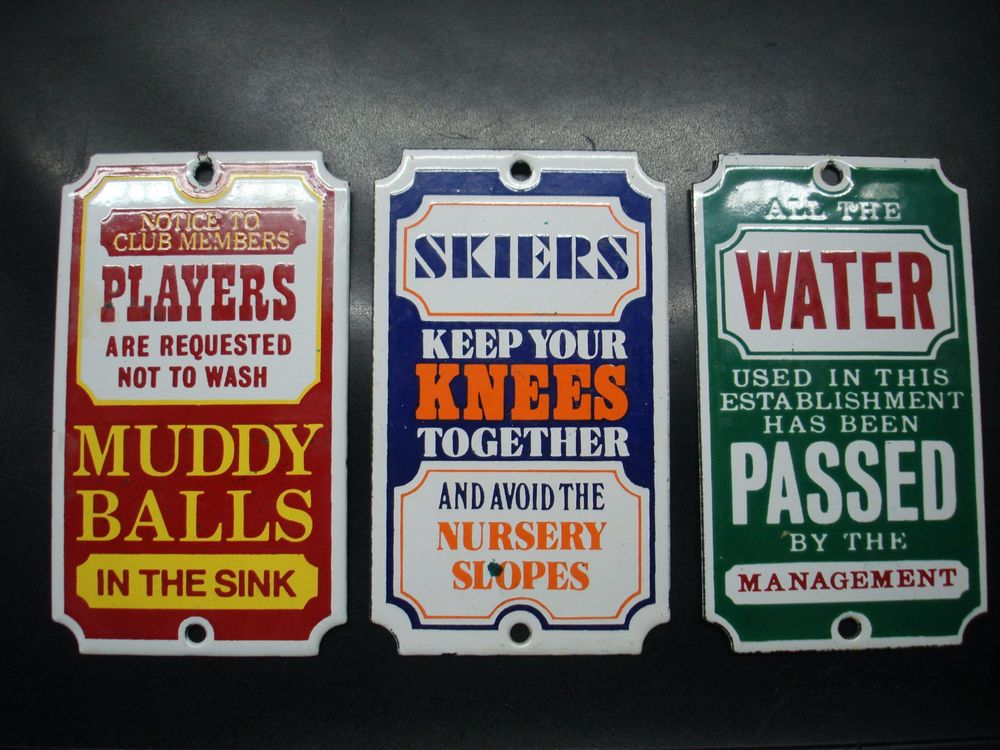 NOTICE TO
CLUB MEMBERS
PLAYERS
ARE REQUESTED
NOT TO WASH
MUDDY
BALLS
IN THE SINK
SKIERS
KEEP YOUR
KNEES
TOGETHER
AND AVOID THE
NURSERY
SLOPES
ALL THE
WATER
USED IN THIS
ESTABLISHMENT
HAS BEEN
PASSED
BY THE
MANAGEMENT